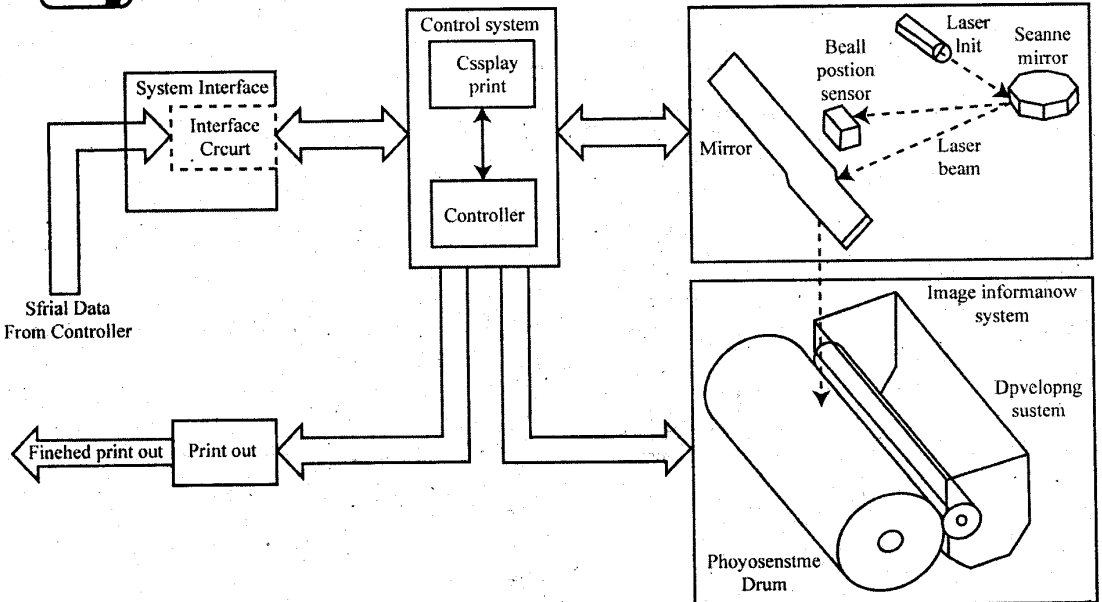 Control system
Cssplay
print
Controller
System Interface
Interface
Crcurt
Sfrial Data
From Controller
Finehed print out
Print out
Laser
lnit
Seanne
mirror
Beall
postion
sensor
Mirror
Laser
beam
Image informanow
system
Dpvelopng
sustem
Phoyosenstme
Drum